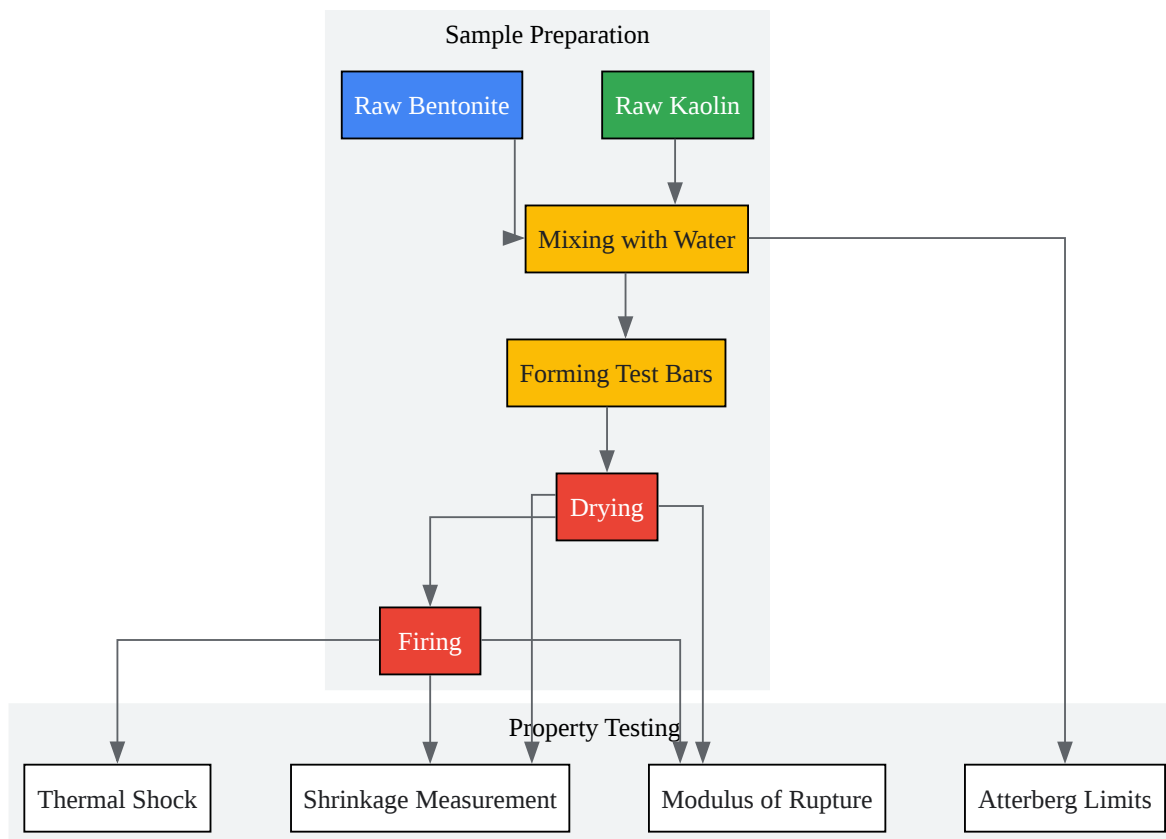 Sample Preparation
Raw Bentonite
Raw Kaolin
Mixing with Water
Forming Test Bars
Drying
Firing
Property Testing
Thermal Shock
Shrinkage Measurement
Modulus of Rupture
Atterberg Limits